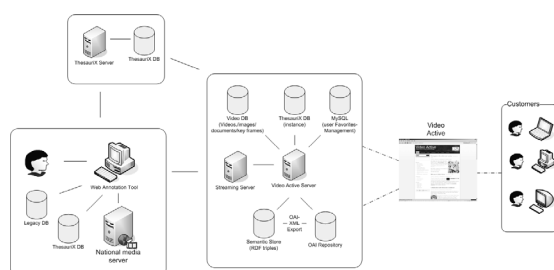 ThesauriX Server
ThesauriX DB
Web Annotation Tool
Legacy DB
ThesauriX DB
National media
server
Video DB
(Videos,/images/
documents/key frames)
ThesauriX DB
(instance)
MySQL
(user Favorites-
Management)
Streaming Server
Video Active Server
OAI-
XML
Export
Semantic Store
(RDF triples)
OAI Repository
Video
Active
Customers